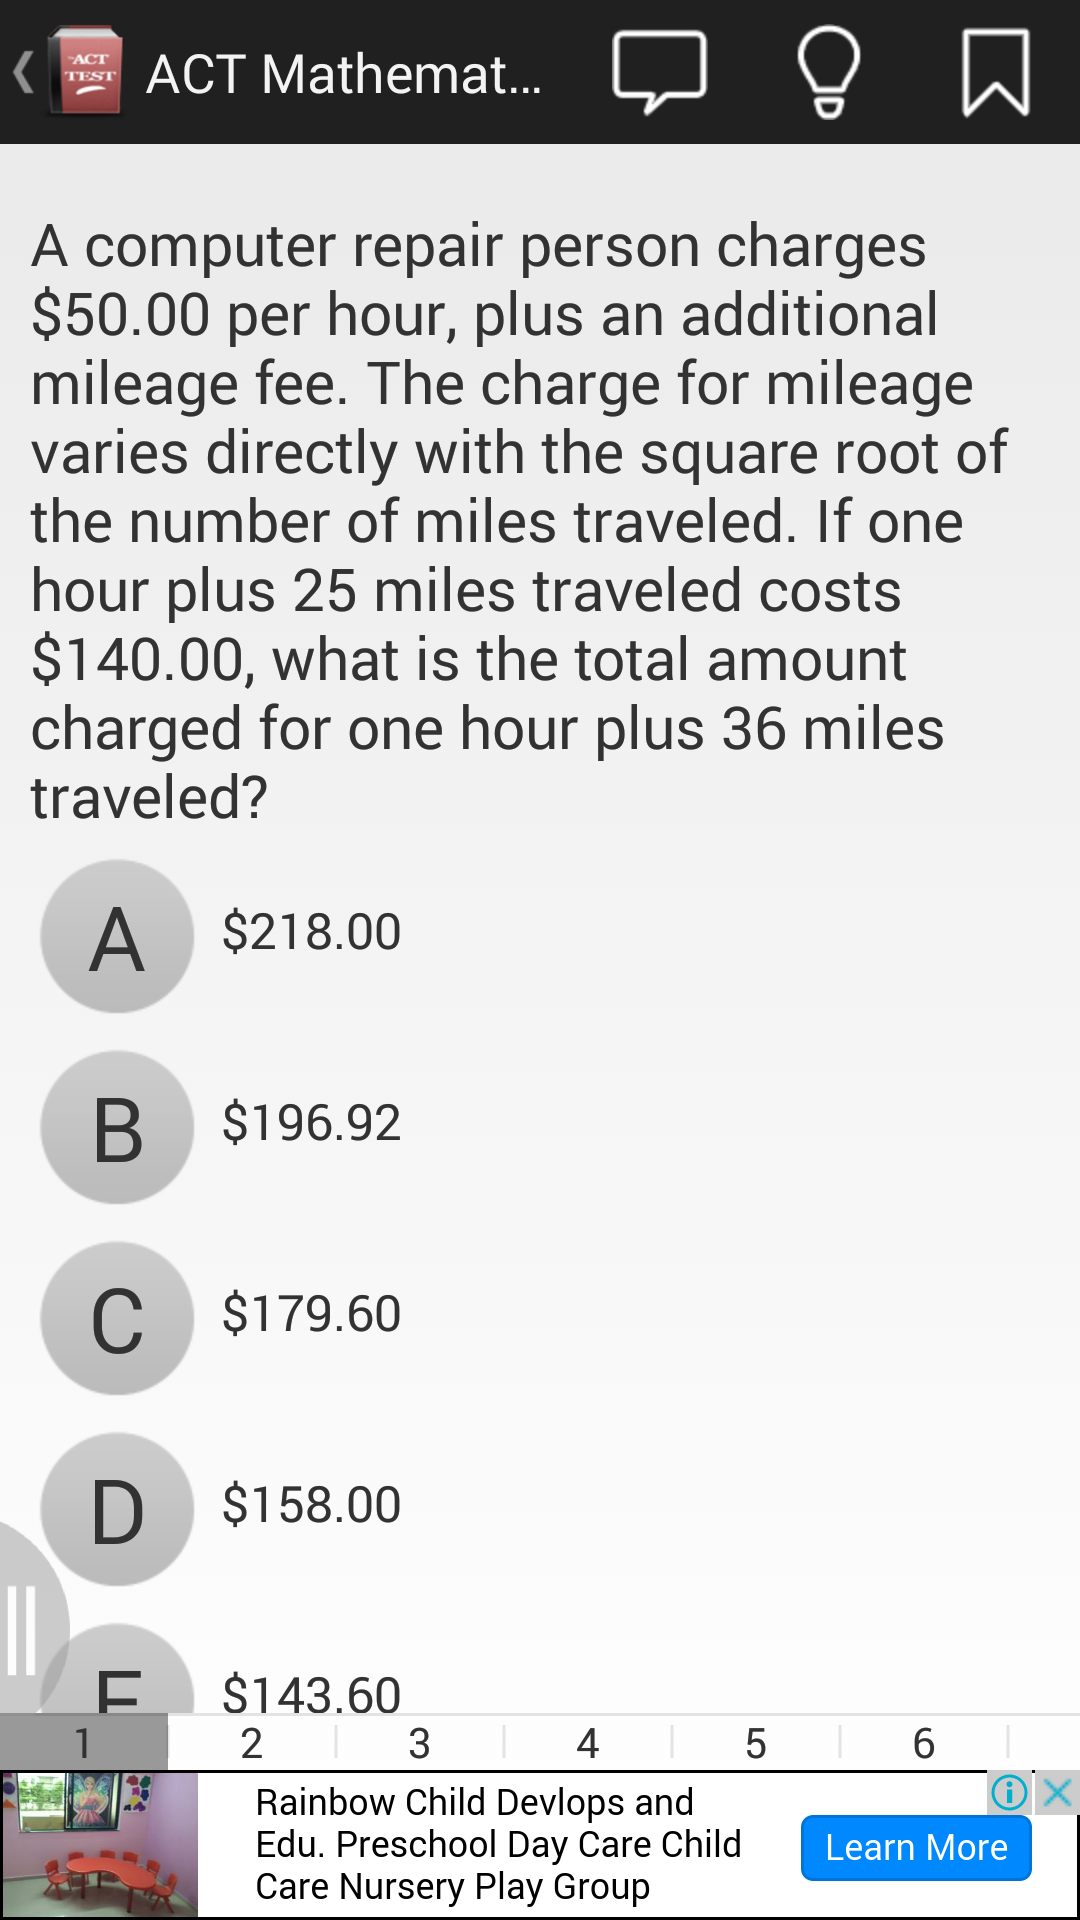 ACT
TEST
ACT Mathemat...
A computer repair person charges
$50.00 per hour, plus an additional
mileage fee. The charge for mileage
varies directly with the square root of
the number of miles traveled. If one
hour plus 25 miles traveled costs
$140.00, what is the total amount
charged for one hour plus 36 miles
traveled?
A $218.00
B $196.92
C $179.60
D $158.00
E $143.60
1 2 3 4 5 6
Rainbow Child Devlops and
Edu. Preschool Day Care Child
Care Nursery Play Group
Learn More